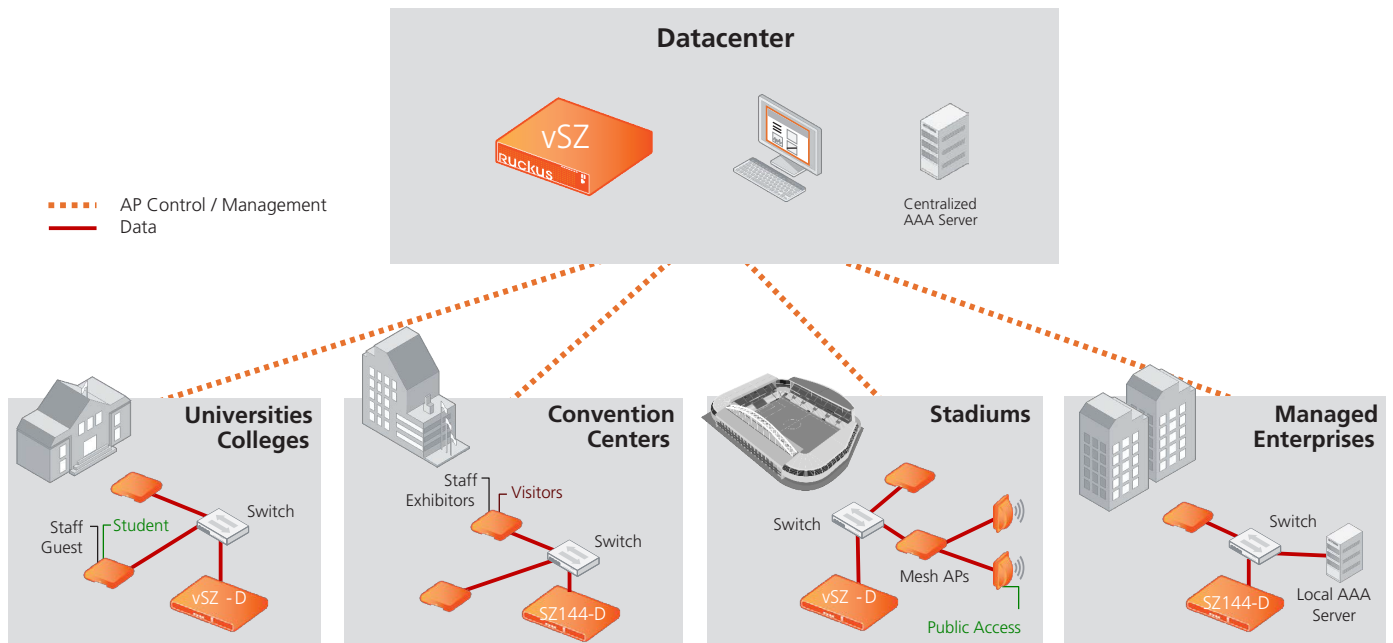 Datacenter
vSZ
Ruckus
Centralized
AAA Server
AP Control / Management
Data
Universities
Colleges
Switch
Staff
Guest
Student
vSZ -D
Convention
Centers
Staff
Exhibitors
Visitors
Switch
SZ144-D
Stadiums
Switch
Mesh APs
vSZ -D
Public Access
Managed
Enterprises
Switch
SZ144-D
Local AAA
Server